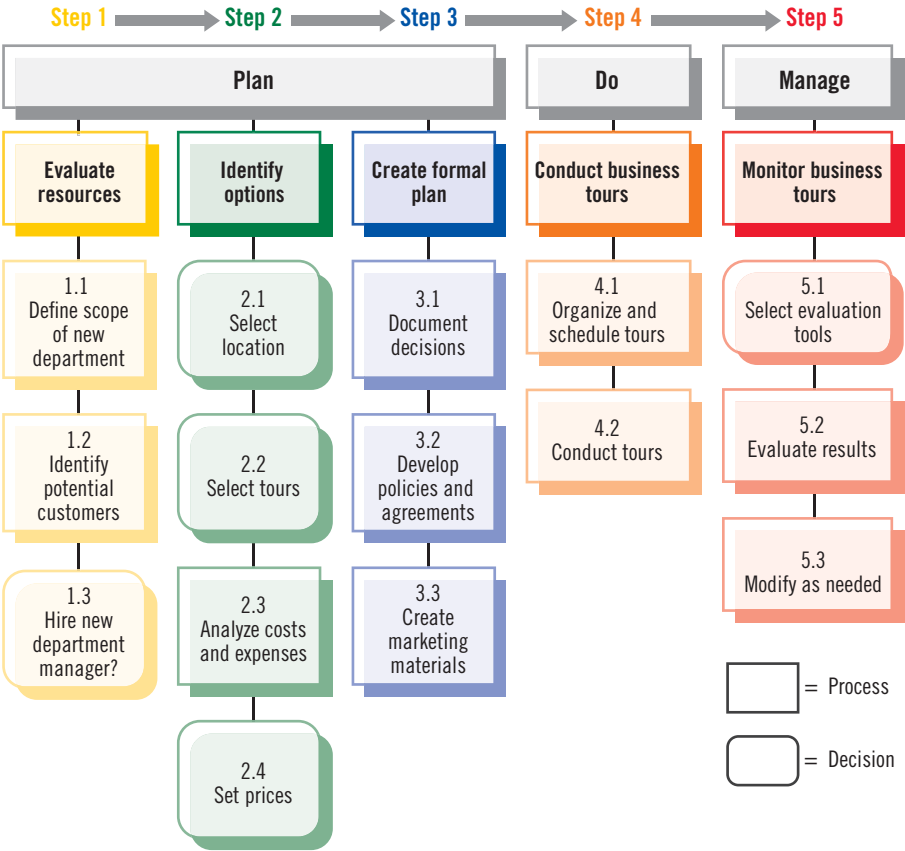 Step 1
Step 2
Step 3
Step 4
Step 5
Plan
Do
Manage
Evaluate
resources
Identify
options
Create formal
plan
Conduct business
tours
Monitor business
tours
1.1
Define scope
of new
department
1.2
Identify
potential
customers
1.3
Hire new
department
manager?
2.1
Select
location
2.2
Select tours
2.3
Analyze costs
and expenses
2.4
Set prices
3.1
Document
decisions
3.2
Develop
policies and
agreements
3.3
Create
marketing
materials
4.1
Organize and
schedule tours
4.2
Conduct tours
5.1
Select evaluation
tools
5.2
Evaluate results
5.3
Modify as needed
= Process
= Decision